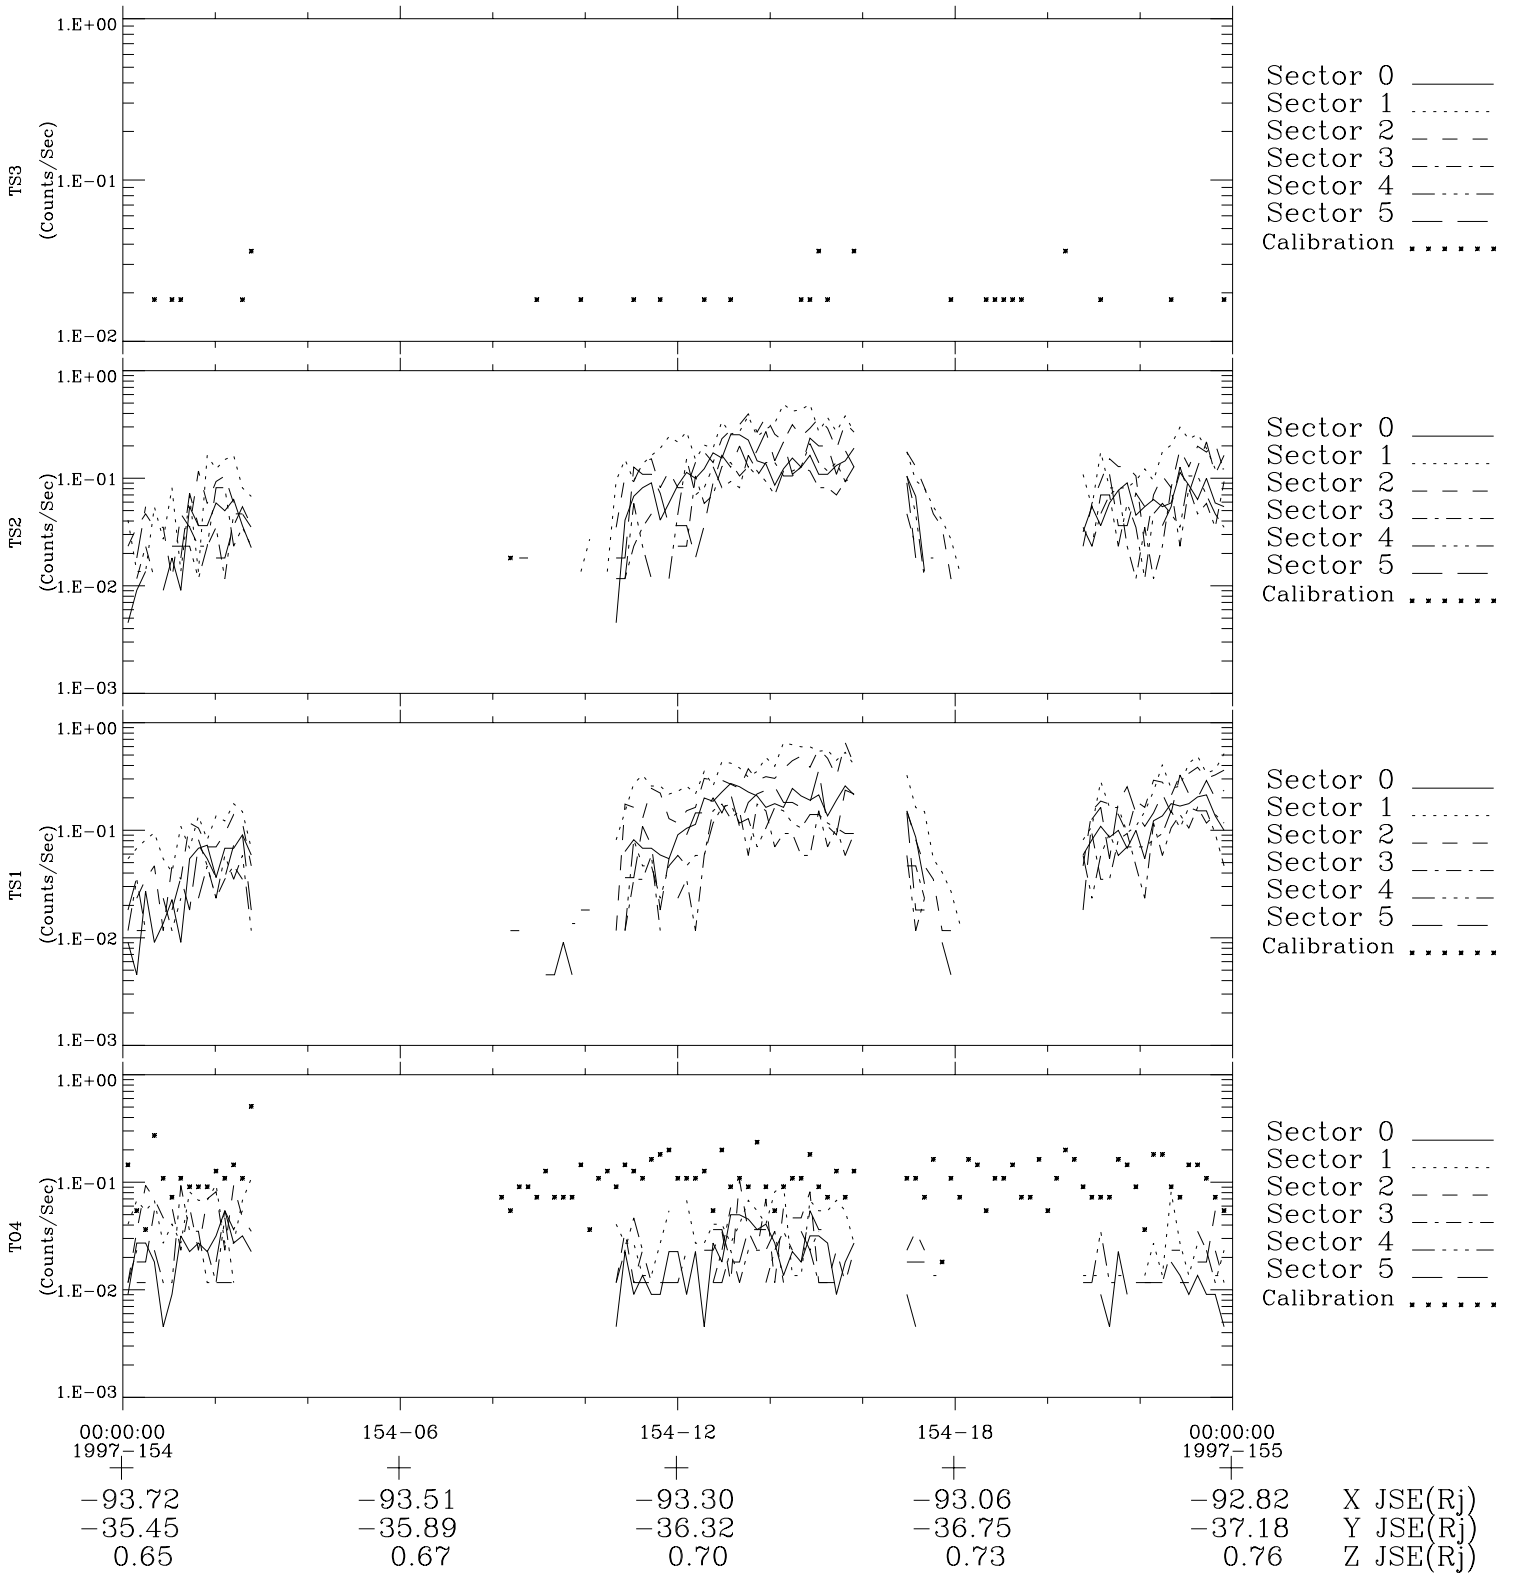 1.E+00
1.E-01
1.E-02
TS3
(Counts/Sec)
Sector 0
Sector 1
Sector 2
Sector 3
Sector 4
Sector 5
Calibration
1.E+00
1.E-01
1.E-02
1.E-03
TS2
(Counts/Sec)
Sector 0
Sector 1
Sector 2
Sector 3
Sector 4
Sector 5
Calibration
1.E+00
1.E-01
1.E-02
1.E-03
TS1
(Counts/Sec)
Sector 0
Sector 1
Sector 2
Sector 3
Sector 4
Sector 5
Calibration
1.E+00
1.E-01
1.E-02
1.E-03
TO4
(Counts/Sec)
Sector 0
Sector 1
Sector 2
Sector 3
Sector 4
Sector 5
Calibration
00:00:00 154-06 154-12 154-18 00:00:00
1997-154 1997-155
-93.72 -93.51 -93.30 -93.06 -92.82 X JSE(Rj)
-35.45 -35.89 -36.32 -36.75 -37.18 Y JSE(Rj)
0.65 0.67 0.70 0.73 0.76 Z JSE(Rj)